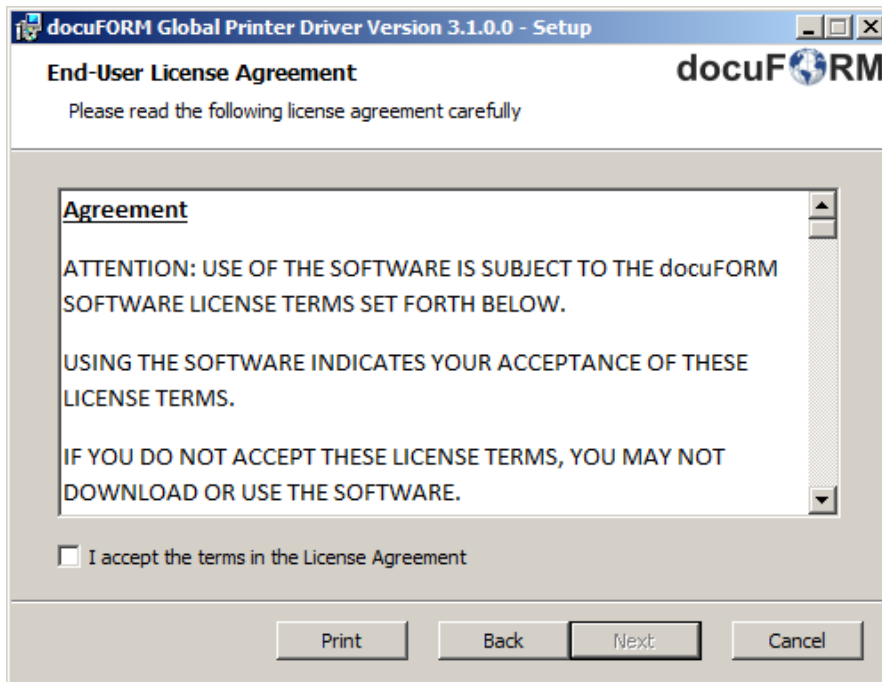 docuFORM Global Printer Driver Version 3.1.0.0 - Setup
End-User License Agreement
docuFORM
Please read the following license agreement carefully
Agreement
ATTENTION: USE OF THE SOFTWARE IS SUBJECT TO THE docuFORM
SOFTWARE LICENSE TERMS SET FORTH BELOW.
USING THE SOFTWARE INDICATES YOUR ACCEPTANCE OF THESE
LICENSE TERMS.
IF YOU DO NOT ACCEPT THESE LICENSE TERMS, YOU MAY NOT
DOWNLOAD OR USE THE SOFTWARE.
I accept the terms in the License Agreement
Print Back Next Cancel